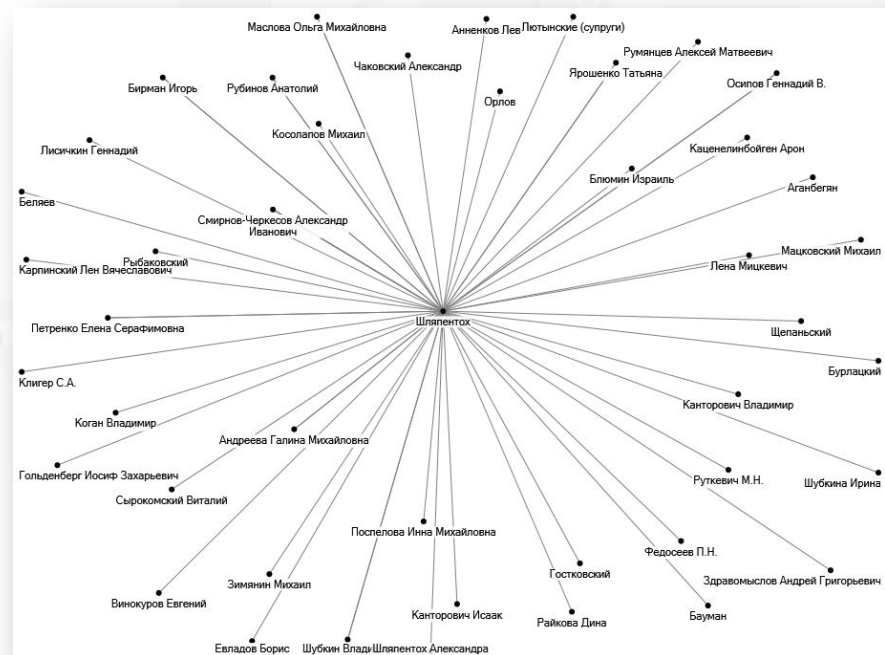 Маслова Ольга Михайловна
Анненков Лев
Лютынские (супруги)
Румянцев Алексей Матвеевич
Чаковский Александр
Ярошенко Татьяна
Бирман Игорь
Рубинов Анатолий
Осипов Геннадий В.
Орлов
Косолапов Михаил
Лисичкин Геннадий
Каценелинбойген Арон
Блюмин Израиль
Аганбегян
Беляев
Смирнов-Черкесов Александр
Иванович
Мацковский Михаил
Рыбаковский
Лена Мицкевич
Карпинский Лен Вячеславович
Шляпентох
Петренко Елена Серафимовна
Щепаньский
Бурлацкий
Клигер С.А.
Канторович Владимир
Коган Владимир
Андреева Галина Михайловна
Гольденберг Иосиф Захарьевич
Шубкина Ирина
Руткевич М.Н.
Сырокомский Виталий
Поспелова Инна Михайловна
Федосеев П.Н.
Гостковский
Здравомыслов Андрей Григорьевич
Зимянин Михаил
Винокуров Евгений
Канторович Исаак
Райкова Дина
Бауман
Евладов Борис
Шубкин Влади
Шляпентох Александра